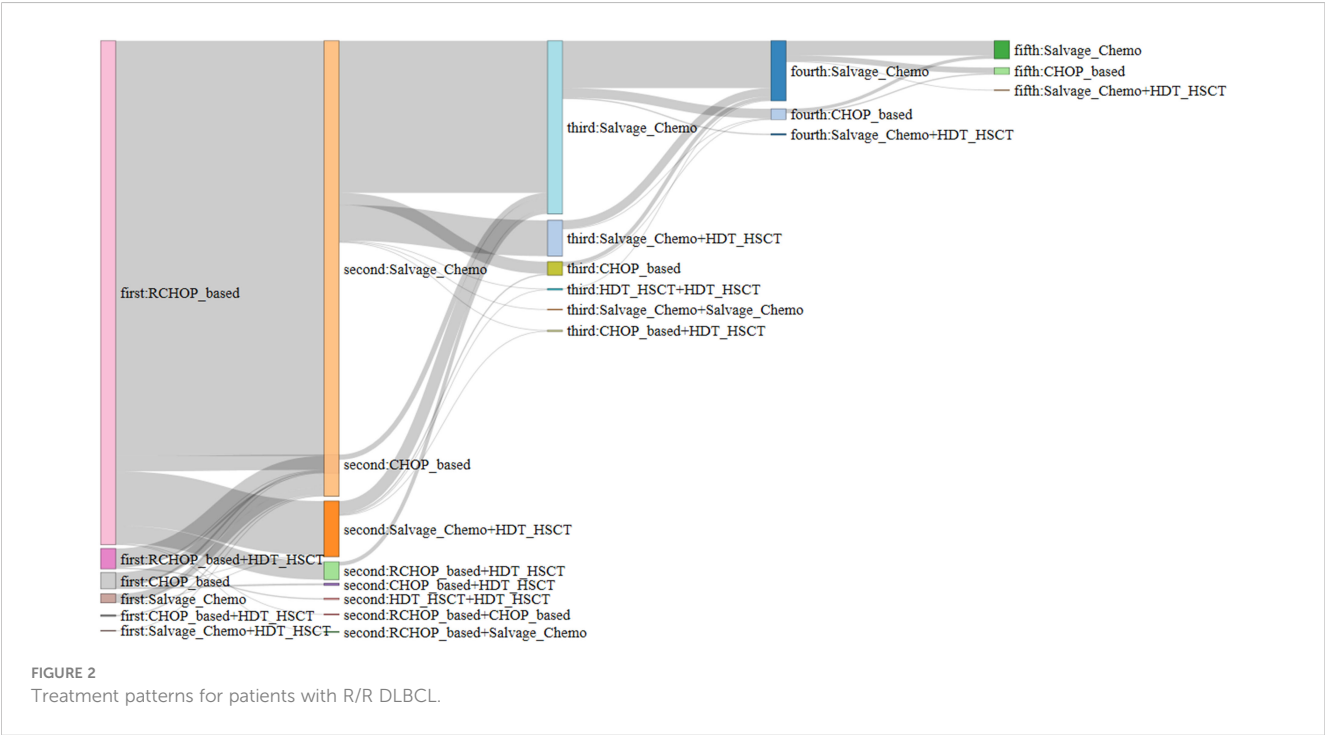 first:RCHOP_based
first:RCHOP_based+HDT_HSCT
first:CHOP_based
first:Salvage_Chemo
first:CHOP_based+HDT_HSCT
first:Salvage_Chemo+HDT_HSCT
second:Salvage_Chemo
second:CHOP_based
second:Salvage_Chemo+HDT_HSCT
second:RCHOP_based+HDT_HSCT
second:CHOP_based+HDT_HSCT
second:HDT_HSCT+HDT_HSCT
second:RCHOP_based+CHOP_based
second:RCHOP_based+Salvage_Chemo
third:Salvage_Chemo
third:Salvage_Chemo+HDT_HSCT
third:CHOP_based
third:HDT_HSCT+HDT_HSCT
third:Salvage_Chemo+Salvage_Chemo
third:CHOP_based+HDT_HSCT
fourth:Salvage_Chemo
fourth:CHOP_based
fourth:Salvage_Chemo+HDT_HSCT
fifth:Salvage_Chemo
fifth:CHOP_based
fifth:Salvage_Chemo+HDT_HSCT
FIGURE 2
Treatment patterns for patients with R/R DLBCL.